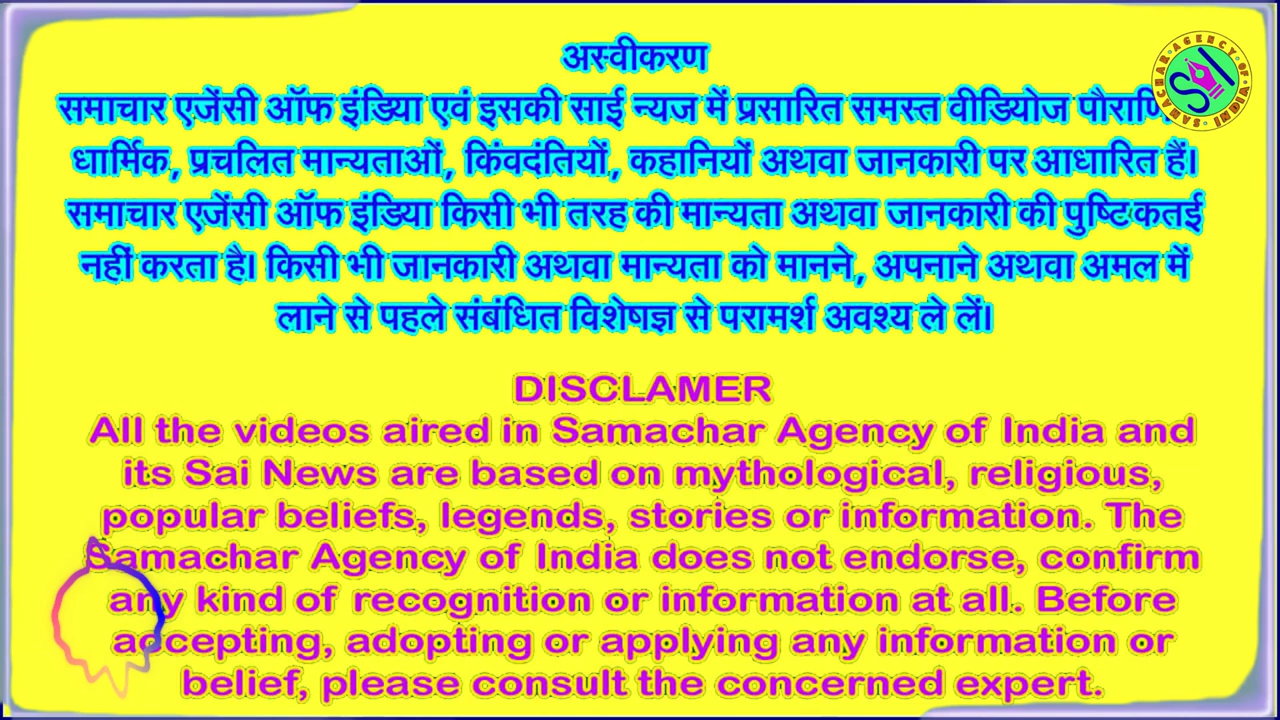 अस्वीकरण
समाचार एजेंसी ऑफ इंडिया एवं इसकी साई न्यज में प्रसारित समस्त वीडियोज
धार्मिक, प्रचलित मान्यताओं, किंवदंतियों, कहानियों अथवा जानकारी पर आधारित हैं।
समाचार एजेंसी ऑफ इंडिया किसी भी तरह की मान्यता अथवा जानकारी की पुष्टि कतई
नहीं करता है। किसी भी जानकारी अथवा मान्यता को मानने, अपनाने अथवा अमल में
लाने से पहले संबंधित विशेषज्ञ से परामर्श अवश्य ले लें।
SAMACHAR AGENCY OF INDIA
SAI
DISCLAMER
All the videos aired in Samachar Agency of India and
its Sai News are based on mythological, religious,
popular beliefs, legends, stories or information. The
Samachar Agency of India does not endorse, confirm
any kind of recognition or information at all. Before
accepting, adopting or applying any information or
belief, please consult the concerned expert.